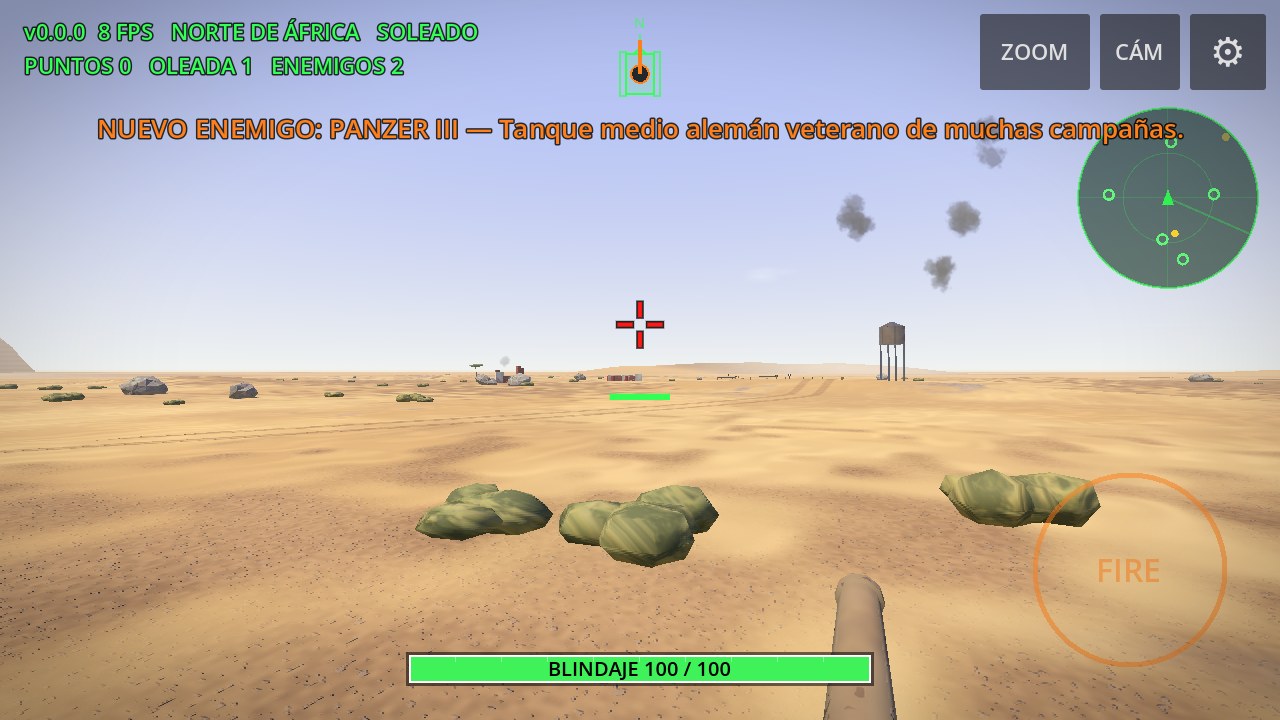 v0.0.0 8 FPS NORTE DE ÁFRICA SOLEADO
PUNTOS 0 OLEADA 1 ENEMIGOS 2
N
ZOOM
CÁM
NUEVO ENEMIGO: PANZER III — Tanque medio alemán veterano de muchas campañas.
FIRE
BLINDAJE 100 / 100